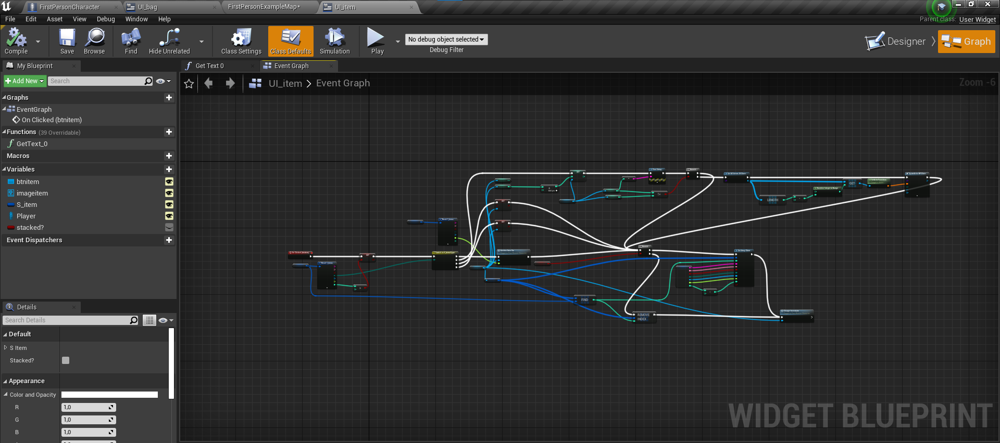 FirstPersonCharacter
UI_bag
FirstPersonExampleMap*
UI_item
File Edit Asset View Debug Window Help
Parent class: User Widget
Compile
Save
Browse
Find
Hide Unrelated
Class Settings
Class Defaults
Simulation
Play
No debug object selected
Debug Filter
Designer
Graph
My Blueprint
Get Text 0
Event Graph
Add New
Search
UI_item > Event Graph
Zoom -6
Graphs
EventGraph
On Clicked (btnitem)
Functions (39 Overridable)
GetText_0
Macros
Variables
btnitem
imageitem
S_item
Player
stacked?
Event Dispatchers
GET
LENGTH
FIND
REMOVE
INDEX
Details
Search Details
Default
S Item
Stacked?
Appearance
Color and Opacity
R 1,0
G 1,0
B 1,0
WIDGET BLUEPRINT